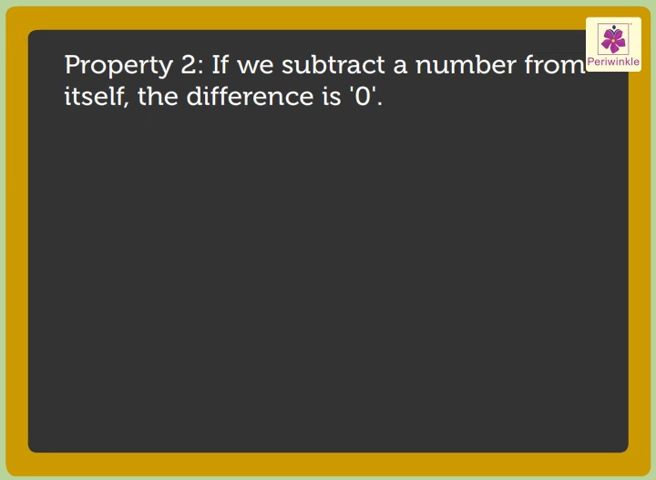 Property 2: If we subtract a number from
itself, the difference is '0'.
Periwinkle